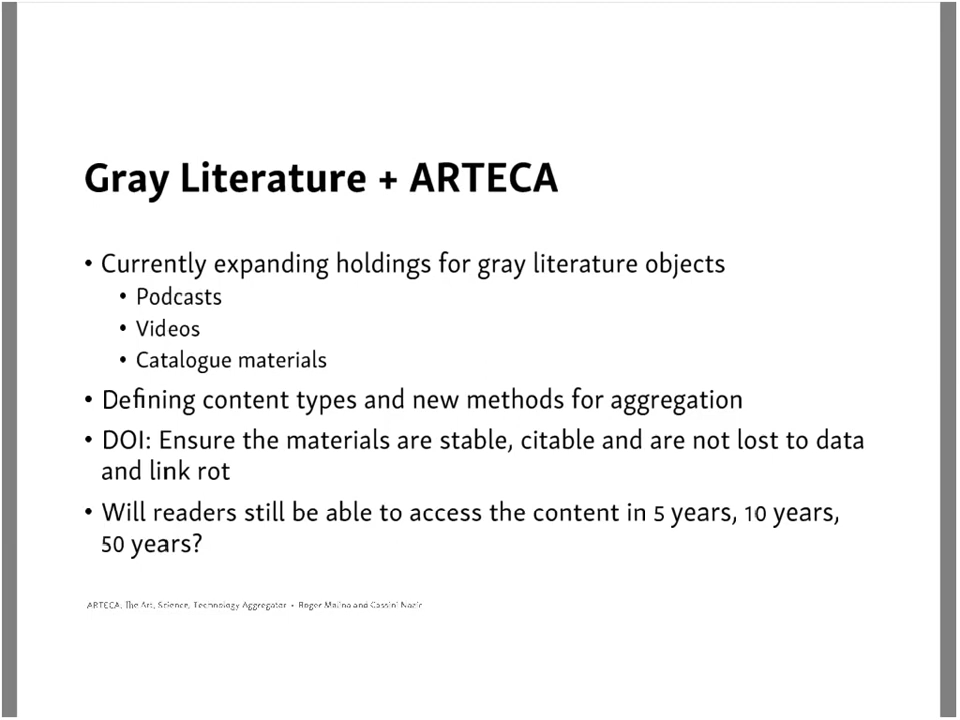 Gray Literature + ARTECA
• Currently expanding holdings for gray literature objects
• Podcasts
• Videos
• Catalogue materials
• Defining content types and new methods for aggregation
• DOI: Ensure the materials are stable, citable and are not lost to data
and link rot
• Will readers still be able to access the content in 5 years, 10 years,
50 years?
ARTECA, The Art, Science, Technology Aggregator • Roger Malina and Cassini Nazir